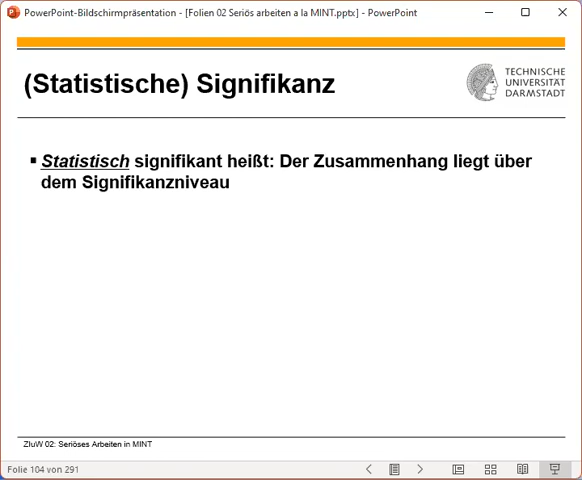 PowerPoint-Bildschirmpräsentation - [Folien 02 Seriös arbeiten a la MINT.pptx] - PowerPoint
(Statistische) Signifikanz
TECHNISCHE
UNIVERSITÄT
DARMSTADT
▪ Statistisch signifikant heißt: Der Zusammenhang liegt über
dem Signifikanzniveau
ZIuW 02: Seriöses Arbeiten in MINT
Folie 104 von 291